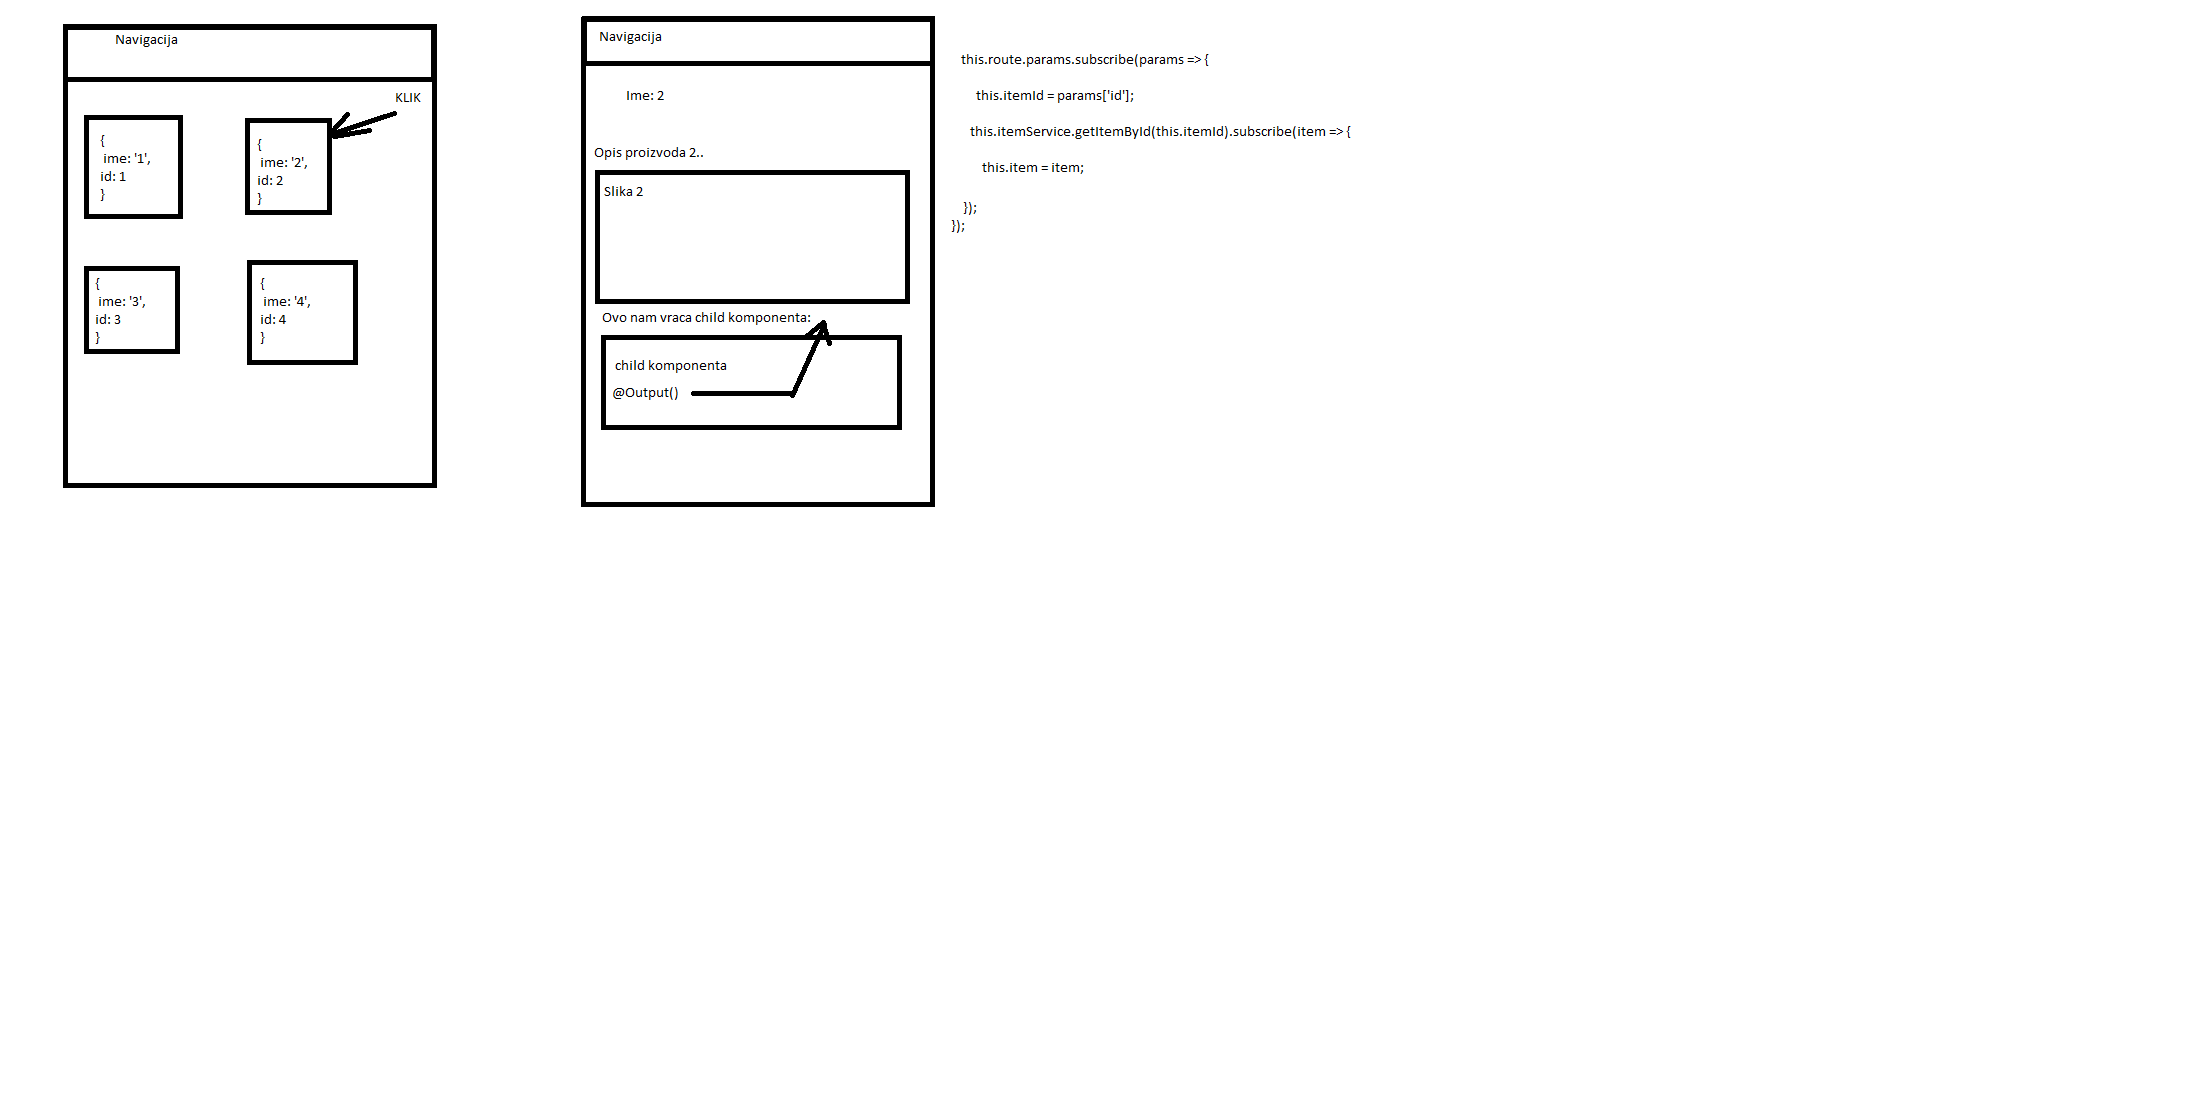 Navigacija
KLIK
{
ime: '1',
id: 1
}
{
ime: '2',
id: 2
}
{
ime: '3',
id: 3
}
{
ime: '4',
id: 4
}
Navigacija
Ime: 2
Opis proizvoda 2..
Slika 2
Ovo nam vraca child komponenta:
child komponenta
@Output()
this.route.params.subscribe(params => {
this.itemId = params['id'];
this.itemService.getItemById(this.itemId).subscribe(item => {
this.item = item;
});
});